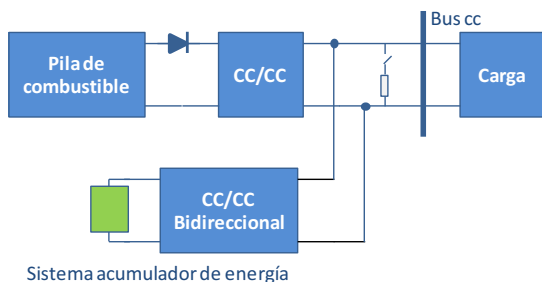 Bus cc
Pila de
combustible
CC/CC
Carga
CC/CC
Bidireccional
Sistema acumulador de energía